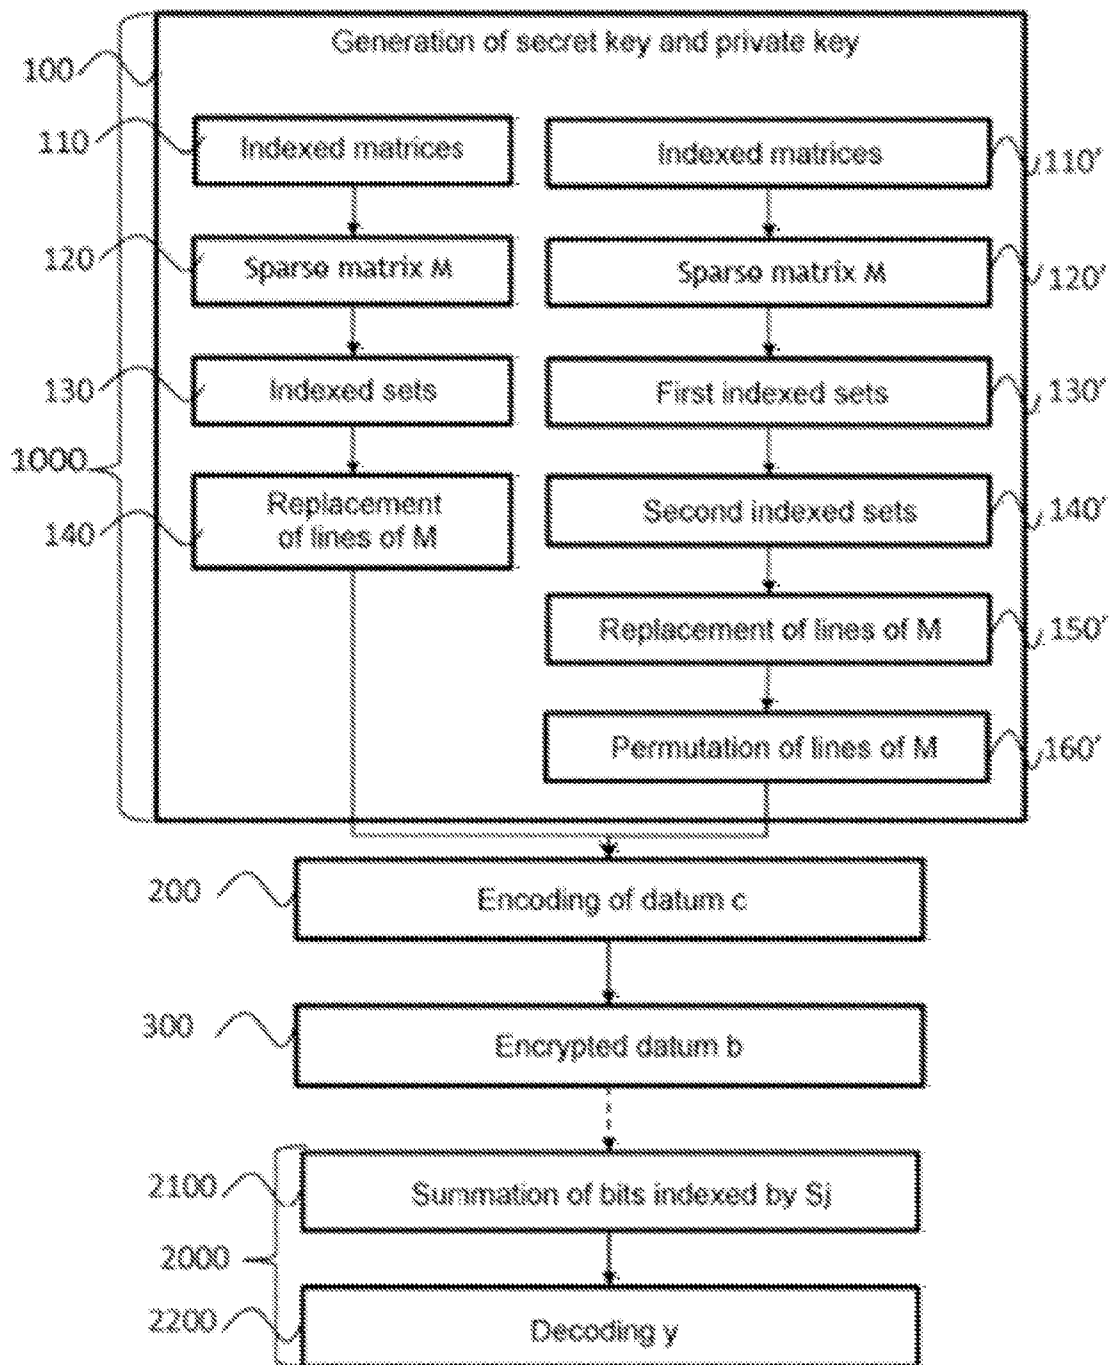 Generation of secret key and private key
100
110
Indexed matrices
Indexed matrices
110'
120
Sparso matrix M
Sparso matrix M
120'
130
Indexed sets
First indexed sets
130'
1000
140
Replacement
of lines of M
Second indexed sets
140'
Replacement of lines of M
150'
Permutation of lines of M
160'
200
Encoding of datum c
300
Encrypted datum b
2100
Summation of bits indexed by Sj
2000
2200
Decoding y